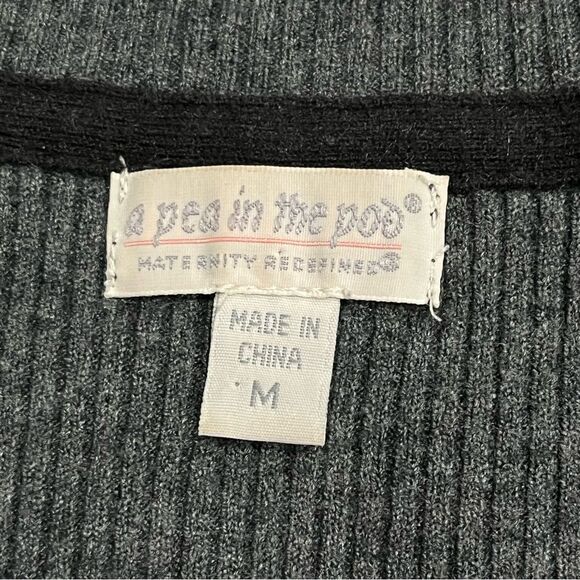 a pea in the pod®
MATERNITY REDEFINED®
MADE IN
CHINA
M